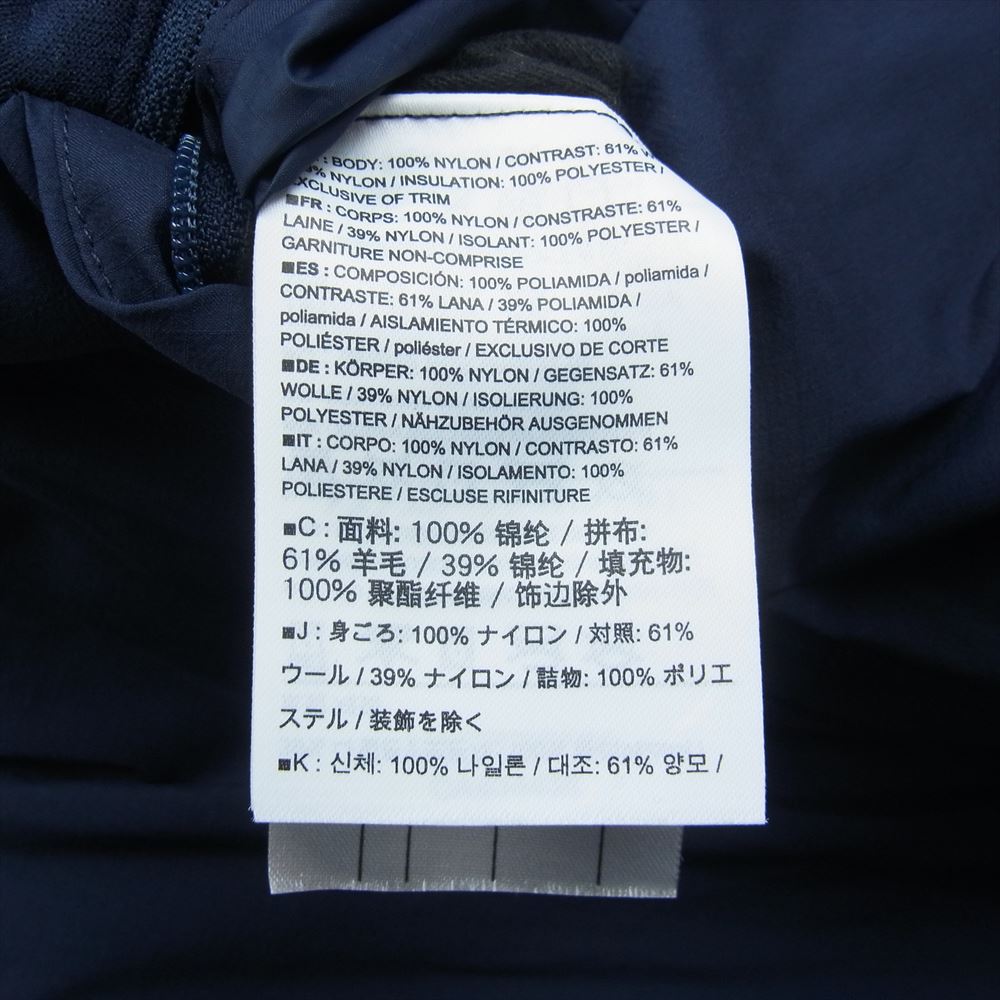 : BODY: 100% NYLON / CONTRAST: 61%
NYLON / INSULATION: 100% POLYESTER /
EXCLUSIVE OF TRIM
■FR : CORPS: 100% NYLON / CONSTRASTE: 61%
LAINE / 39% NYLON / ISOLANT: 100% POLYESTER /
GARNITURE NON-COMPRISE
■ES : COMPOSICIÓN: 100% POLIAMIDA / poliamida /
CONTRASTE: 61% LANA / 39% POLIAMIDA /
poliamida / AISLAMIENTO TÉRMICO: 100%
POLIÉSTER / poliéster / EXCLUSIVO DE CORTE
■DE : KÖRPER: 100% NYLON / GEGENSATZ: 61%
WOLLE / 39% NYLON / ISOLIERUNG: 100%
POLYESTER / NÄHZUBEHÖR AUSGENOMMEN
■IT : CORPO: 100% NYLON / CONTRASTO: 61%
LANA / 39% NYLON / ISOLAMENTO: 100%
POLIESTERE / ESCLUSE RIFINITURE
■C : 面料: 100% 锦纶 / 拼布:
61% 羊毛 / 39% 锦纶 / 填充物:
100% 聚酯纤维 / 饰边除外
■J : 身ごろ: 100% ナイロン / 対照: 61%
ウール / 39% ナイロン / 詰物: 100% ポリエ
ステル / 装飾を除く
■K : 신체: 100% 나일론 / 대조: 61% 양모 /